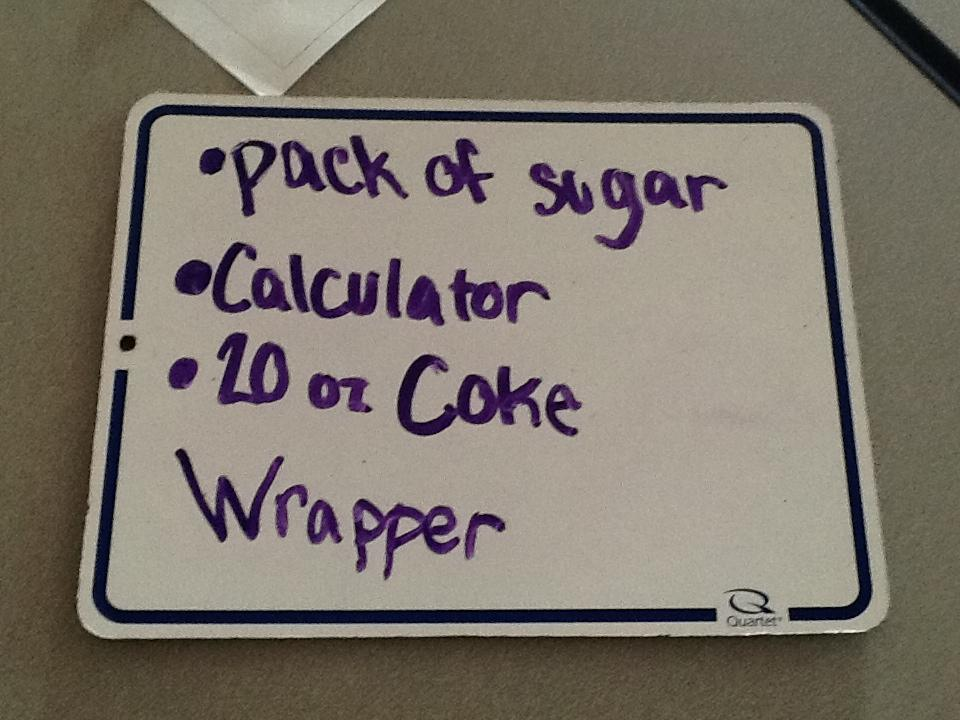 •pack of sugar
•Calculator
•20 oz Coke
Wrapper
Quartet